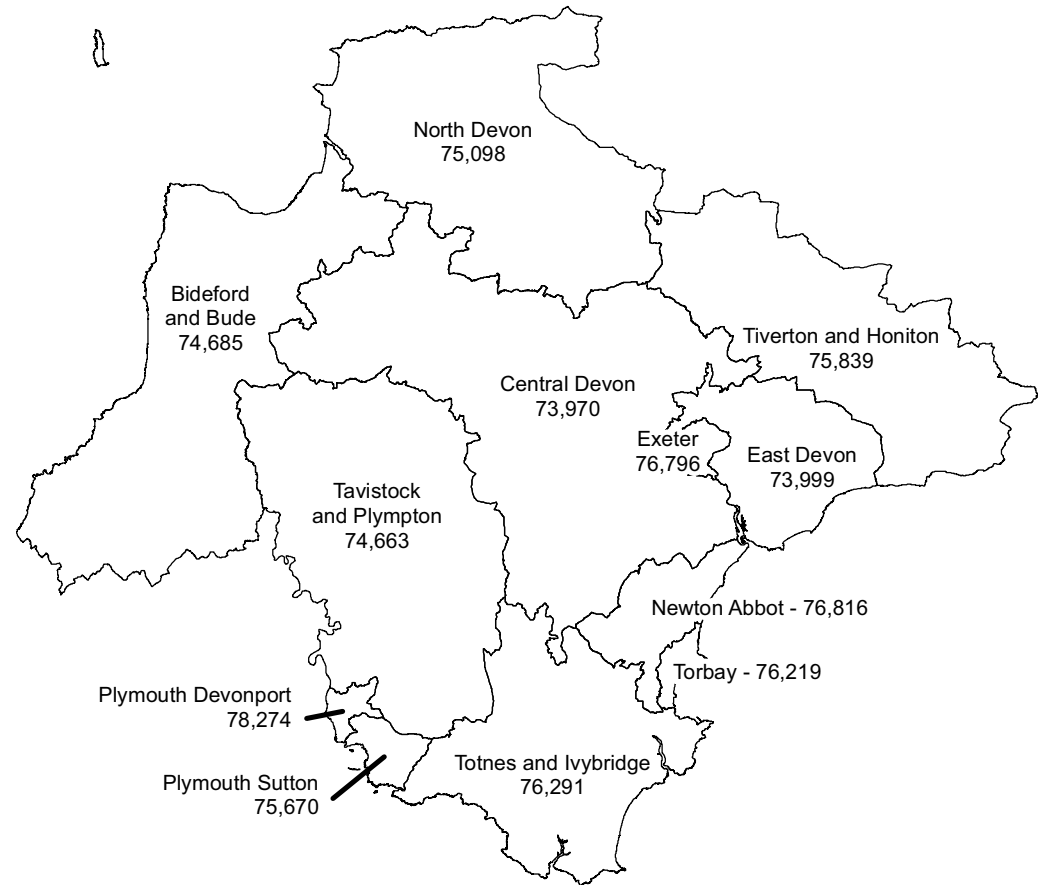 North Devon
75,098
Bideford
and Bude
74,685
Tiverton and Honiton
75,839
Central Devon
73,970
Exeter
76,796
East Devon
73,999
Tavistock
and Plympton
74,663
Newton Abbot - 76,816
Torbay - 76,219
Plymouth Devonport
78,274
Totnes and Ivybridge
76,291
Plymouth Sutton
75,670